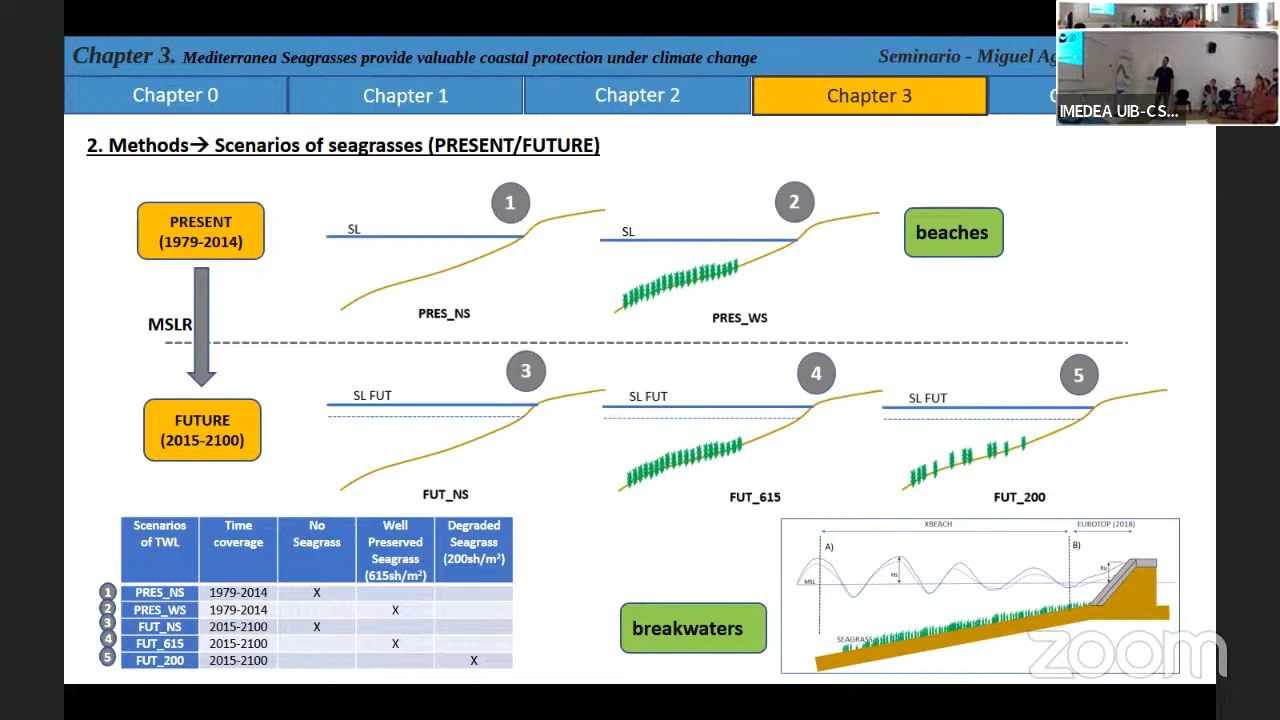 Chapter 3. Mediterranea Seagrasses provide valuable coastal protection under climate change
Seminario - Miguel Ag
Chapter 0
Chapter 1
Chapter 2
Chapter 3
IMEDEA UIB-CS...
2. Methods→ Scenarios of seagrasses (PRESENT/FUTURE)
PRESENT
(1979-2014)
MSLR
FUTURE
(2015-2100)
1
SL
PRES_NS
2
SL
PRES_WS
beaches
3
SL FUT
FUT_NS
4
SL FUT
FUT_615
5
SL FUT
FUT_200
Scenarios of TWL Time coverage No Seagrass Well Preserved Seagrass (615sh/m²) Degraded Seagrass (200sh/m²)
1 PRES_NS 1979-2014 X
2 PRES_WS 1979-2014 X
3 FUT_NS 2015-2100 X
4 FUT_615 2015-2100 X
5 FUT_200 2015-2100 X
breakwaters
XBEACH
EUROTOP (2018)
A)
B)
MSL
SEAGRASS
zoom